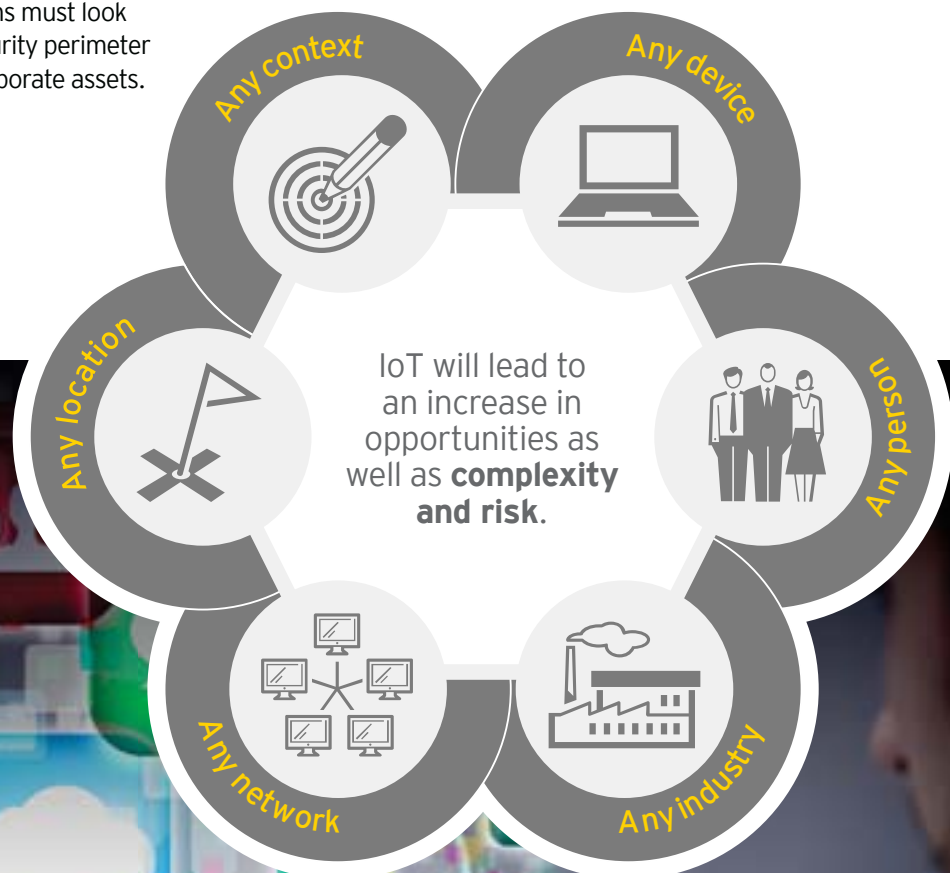 ns must look
urity perimeter
porate assets.
Any context
Any device
Any location
IoT will lead to
an increase in
opportunities as
well as complexity
and risk.
Any person
Any network
Any industry